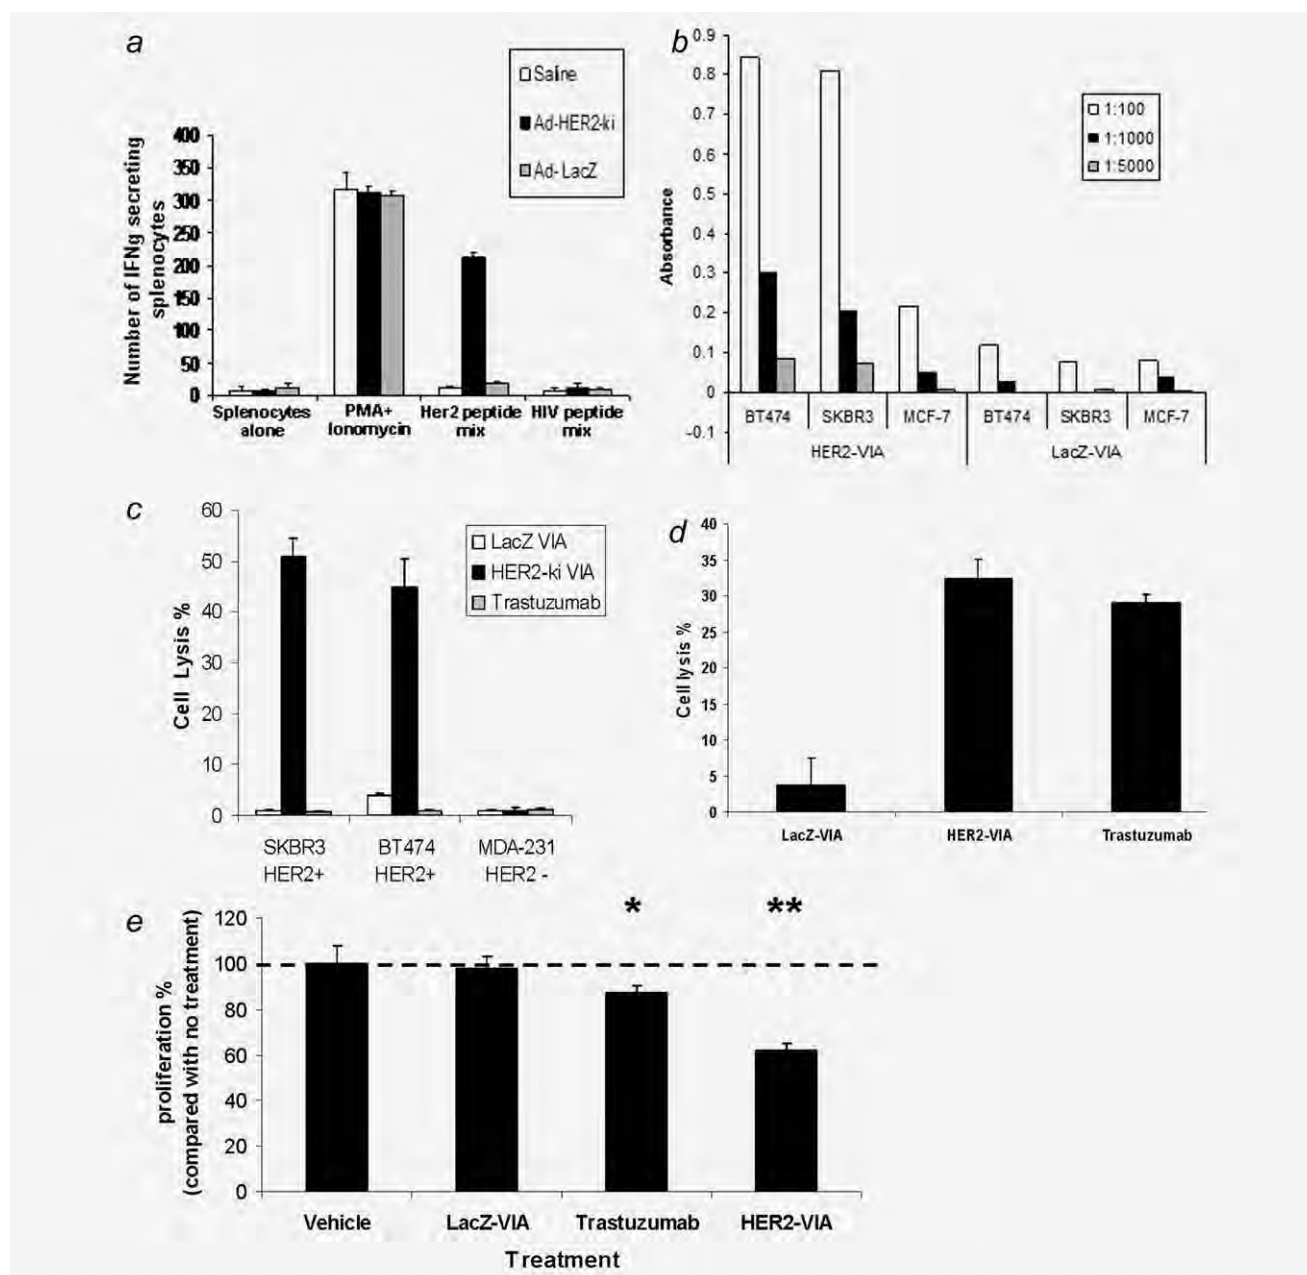 a
Saline
Ad-HER2-ki
Ad-LacZ
Number of IFNg secreting
splenocytes
400
350
300
250
200
150
100
50
0
Splenocytes
alone
PMA+
Ionomycin
Her2 peptide
mix
HIV peptide
mix
b
1:100
1:1000
1:5000
Absorbance
0.9
0.8
0.7
0.6
0.5
0.4
0.3
0.2
0.1
0
-0.1
BT474 SKBR3 MCF-7 BT474 SKBR3 MCF-7
HER2-VIA LacZ-VIA
c
LacZ VIA
HER2-ki VIA
Trastuzumab
Cell Lysis %
60
50
40
30
20
10
0
SKBR3
HER2+
BT474
HER2+
MDA-231
HER2 -
d
Cell lysis %
40
35
30
25
20
15
10
5
0
LacZ-VIA HER2-VIA Trastuzumab
e
proliferation %
(compared with no treatment)
120
100
80
60
40
20
0
* **
Vehicle LacZ-VIA Trastuzumab HER2-VIA
Treatment